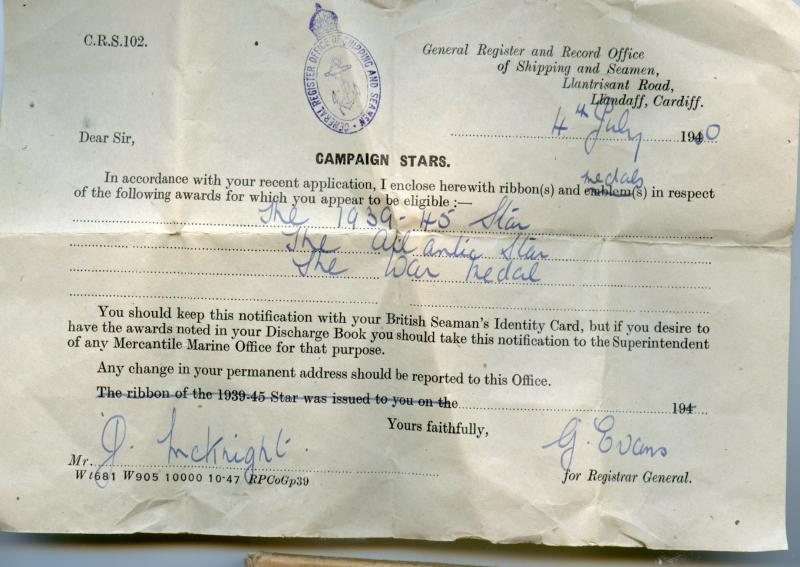 C.R.S.102.
GENERAL REGISTER OFFICE OF SHIPPING AND SEAMEN
General Register and Record Office
of Shipping and Seamen,
Llantrisant Road,
Llandaff, Cardiff.
4th July 1950
Dear Sir,
CAMPAIGN STARS.
medals
In accordance with your recent application, I enclose herewith ribbon(s) and emblem(s) in respect
of the following awards for which you appear to be eligible :—
The 1939-45 Star
The Atlantic Star
The War Medal
You should keep this notification with your British Seaman's Identity Card, but if you desire to
have the awards noted in your Discharge Book you should take this notification to the Superintendent
of any Mercantile Marine Office for that purpose.
Any change in your permanent address should be reported to this Office.
The ribbon of the 1939-45 Star was issued to you on the 194
Yours faithfully,
G. Evans
Mr. J. McKnight
for Registrar General.
Wt681 W905 10000 10-47 RPCoGp39